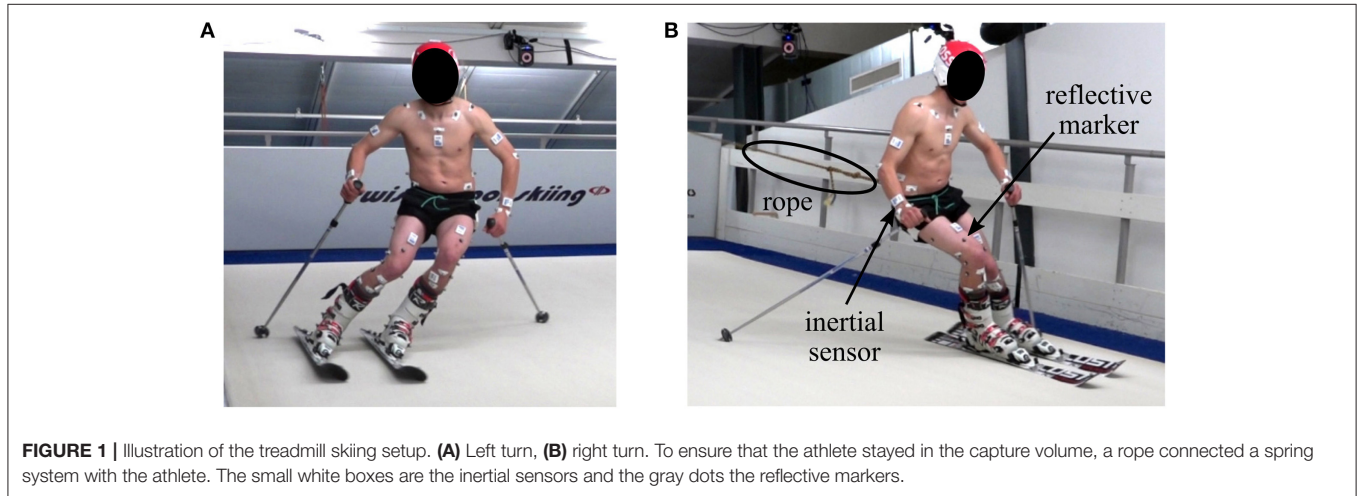 A
B
reflective
marker
rope
inertial
sensor
skiing
FIGURE 1 | Illustration of the treadmill skiing setup. (A) Left turn, (B) right turn. To ensure that the athlete stayed in the capture volume, a rope connected a spring
system with the athlete. The small white boxes are the inertial sensors and the gray dots the reflective markers.